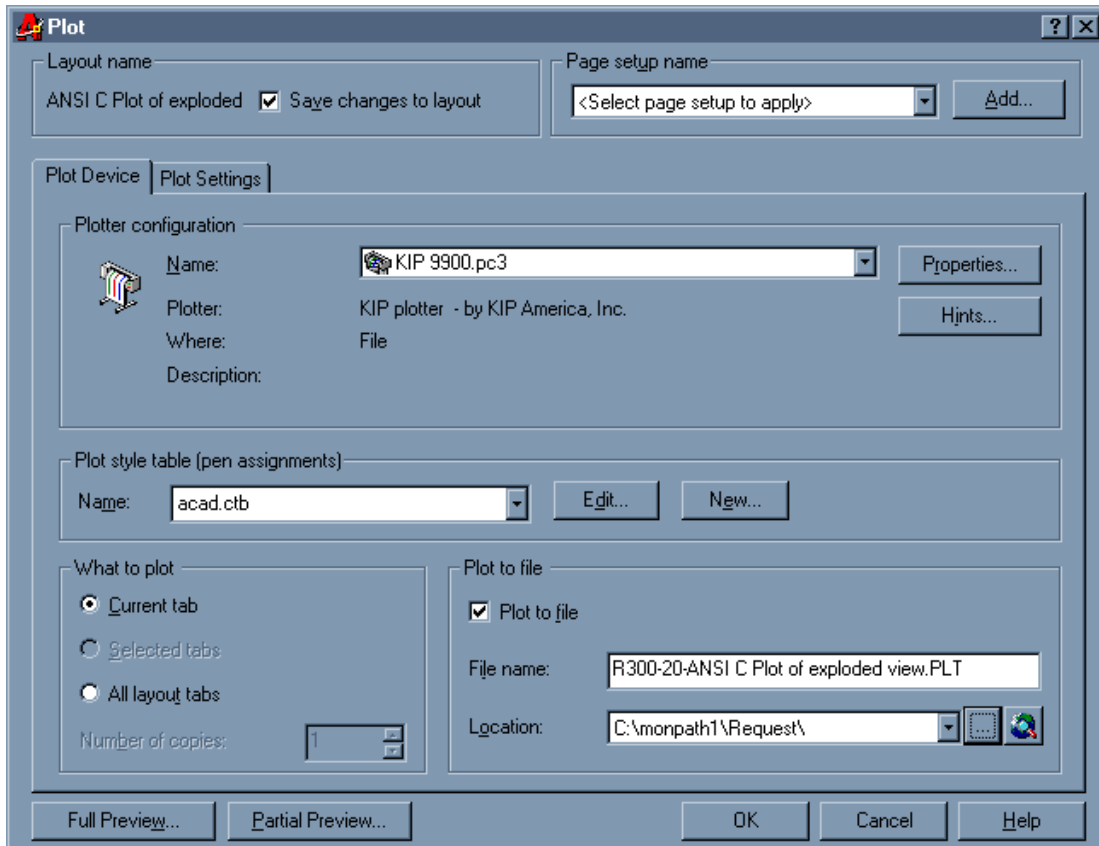 Plot
Layout name
ANSI C Plot of exploded Save changes to layout
Page setup name
<Select page setup to apply> Add...
Plot Device Plot Settings
Plotter configuration
Name: KIP 9900.pc3 Properties...
Plotter: KIP plotter - by KIP America, Inc. Hints...
Where: File
Description:
Plot style table (pen assignments)
Name: acad.ctb Edit... New...
What to plot
Current tab
Selected tabs
All layout tabs
Number of copies: 1
Plot to file
Plot to file
File name: R300-20-ANSI C Plot of exploded view.PLT
Location: C:\monpath1\Request\ ...
Full Preview... Partial Preview... OK Cancel Help